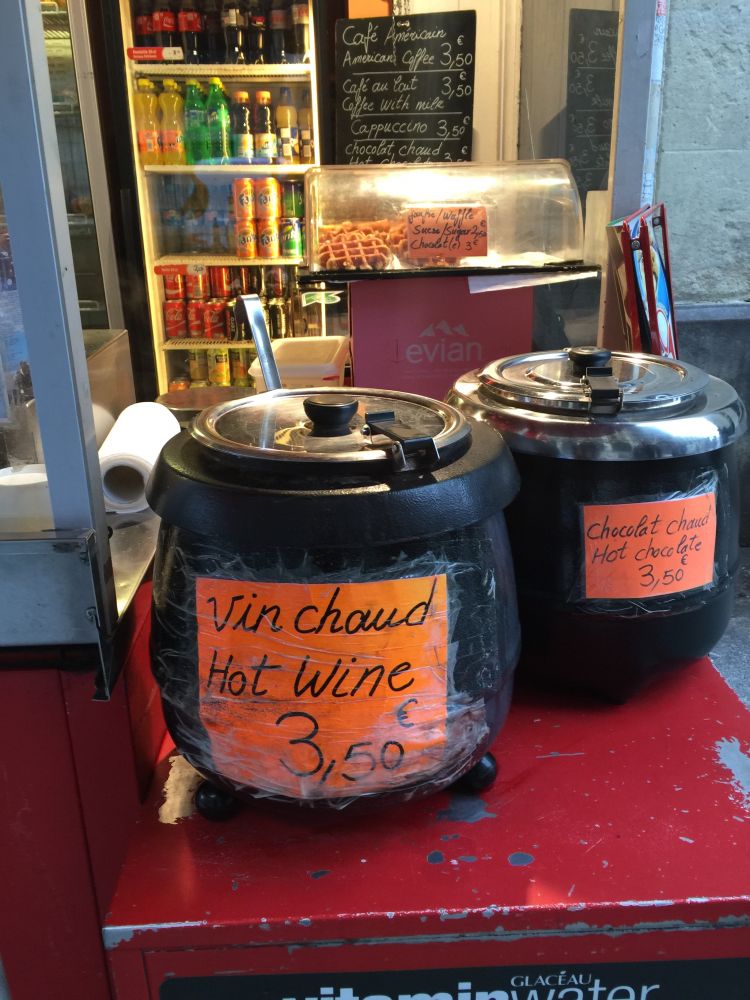 Café Américain
American Coffee 3,50 €
Café au lait
Coffee with milk 3,50 €
Cappuccino 3,50 €
chocolat chaud €
Hot Chocolate
Gaufre/Waffle
Sucre/Sugar
Chocolat(e) 3€
evian
Vin chaud
Hot Wine
3,50 €
Chocolat chaud
Hot chocolate
3,50 €
GLACÉAU
vitaminwater